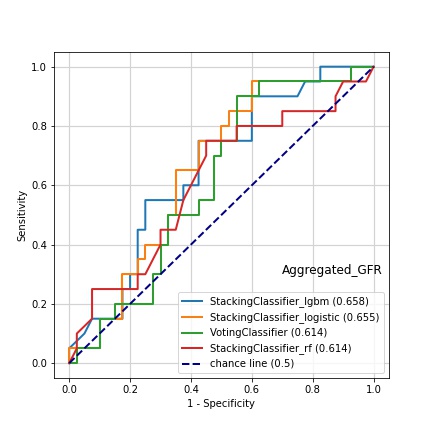 1.0
0.8
0.6
0.4
0.2
0.0
Sensitivity
Aggregated_GFR
StackingClassifier_lgbm (0.658)
StackingClassifier_logistic (0.655)
VotingClassifier (0.614)
StackingClassifier_rf (0.614)
chance line (0.5)
0.0 0.2 0.4 0.6 0.8 1.0
1 - Specificity